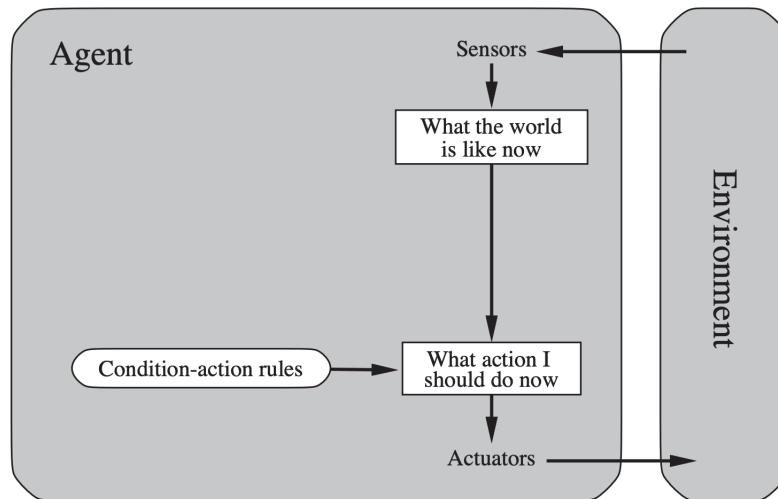 Agent
Sensors
What the world
is like now
Environment
Condition-action rules
What action I
should do now
Actuators